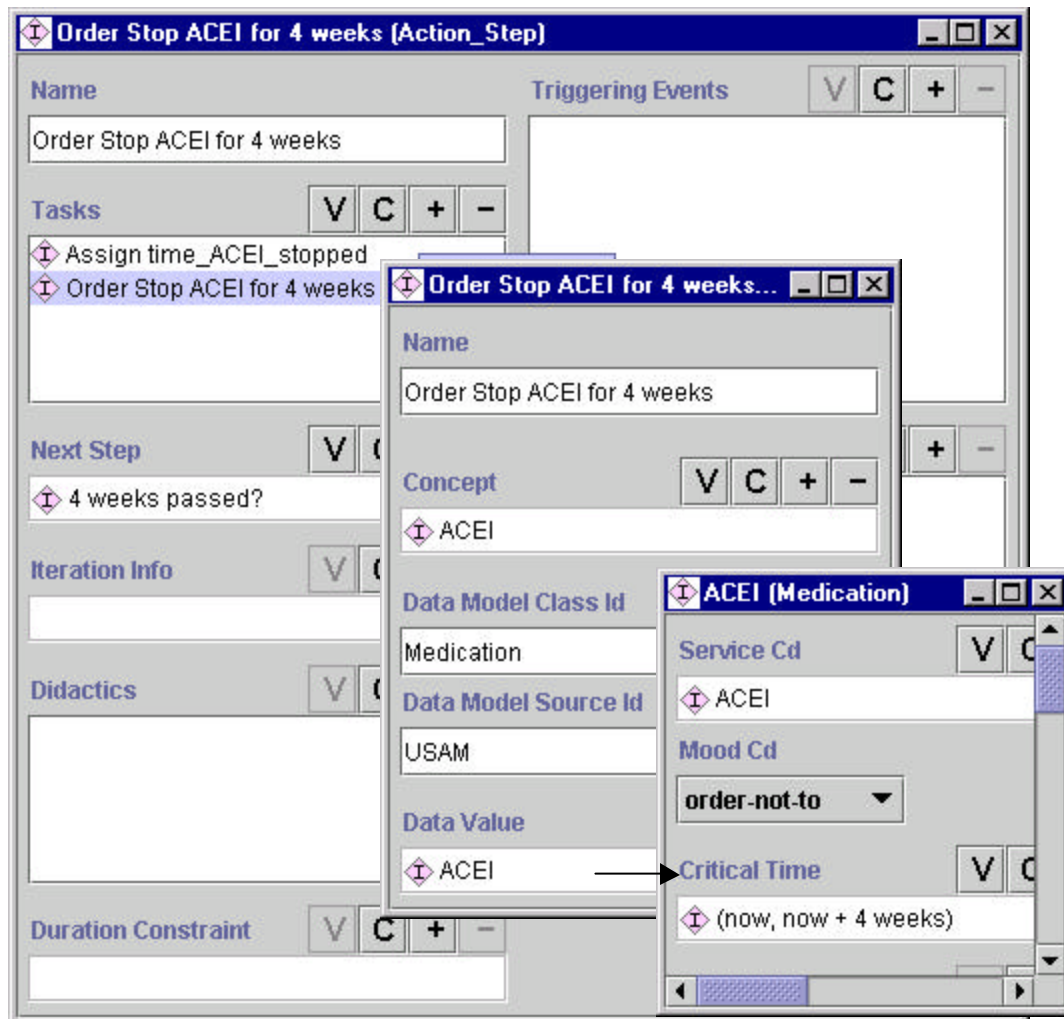 Order Stop ACEI for 4 weeks (Action_Step)
Name
Order Stop ACEI for 4 weeks
Tasks V C + −
Assign time_ACEI_stopped
Order Stop ACEI for 4 weeks
Next Step V
4 weeks passed?
Iteration Info V
Didactics V
Duration Constraint V C + −
Triggering Events V C + −
+ −
Order Stop ACEI for 4 weeks...
Name
Order Stop ACEI for 4 weeks
Concept V C + −
ACEI
Data Model Class Id
Medication
Data Model Source Id
USAM
Data Value
ACEI
ACEI (Medication)
Service Cd V C
ACEI
Mood Cd
order-not-to
Critical Time V C
(now, now + 4 weeks)